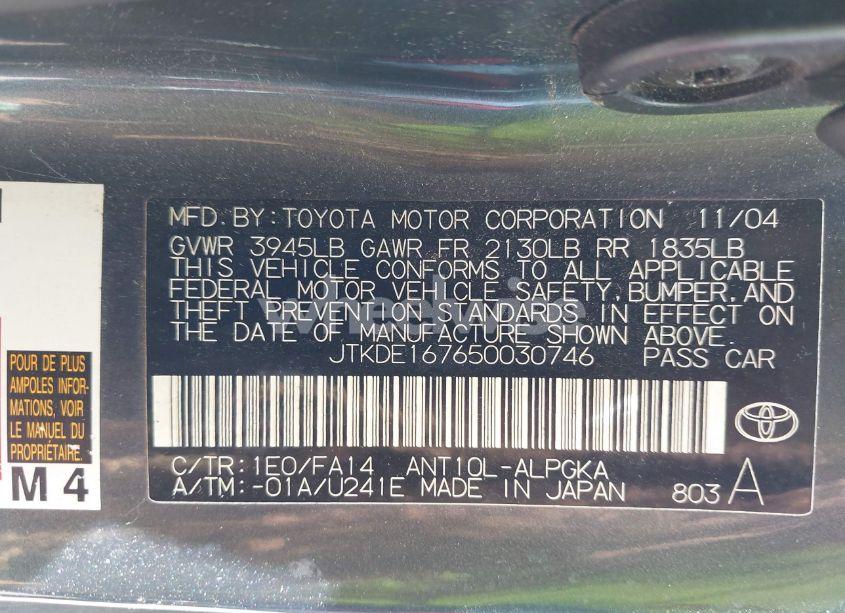 MFD BY: TOYOTA MOTOR CORPORATION 11/04
GVWR 3945LB GAWR FR 2130LB RR 1835LB
THIS VEHICLE CONFORMS TO ALL APPLICABLE
FEDERAL MOTOR VEHICLE SAFETY, BUMPER, AND
THEFT PREVENTION STANDARDS IN EFFECT ON
THE DATE OF MANUFACTURE SHOWN ABOVE.
JTKDE167650030746 PASS CAR
C/TR: 1E0/FA14 ANT10L-ALPGKA
A/TM: -01A/U241E MADE IN JAPAN 803 A
POUR DE PLUS
AMPLES INFOR-
MATIONS, VOIR
LE MANUEL DU
PROPRIÉTAIRE.
M 4
wheelwise